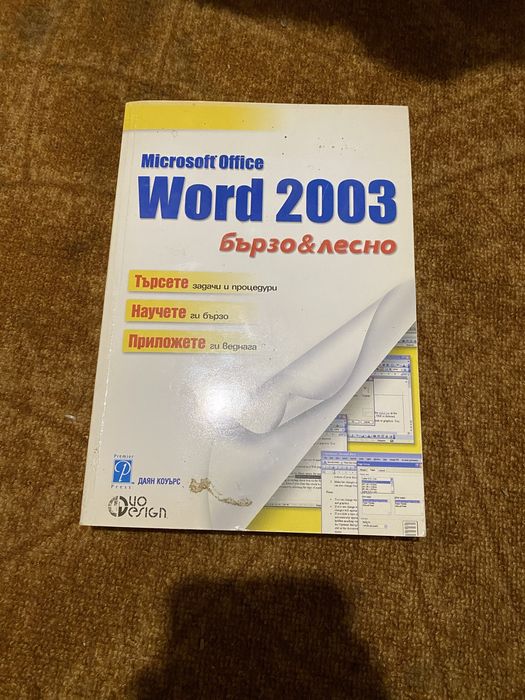 Microsoft Office
Word 2003
бързо&лесно
Търсете задачи и процедури
Научете ги бързо
Приложете ги веднага
Premier
P
Press
ДАЯН КОУЪРС
DUO
DESIGN